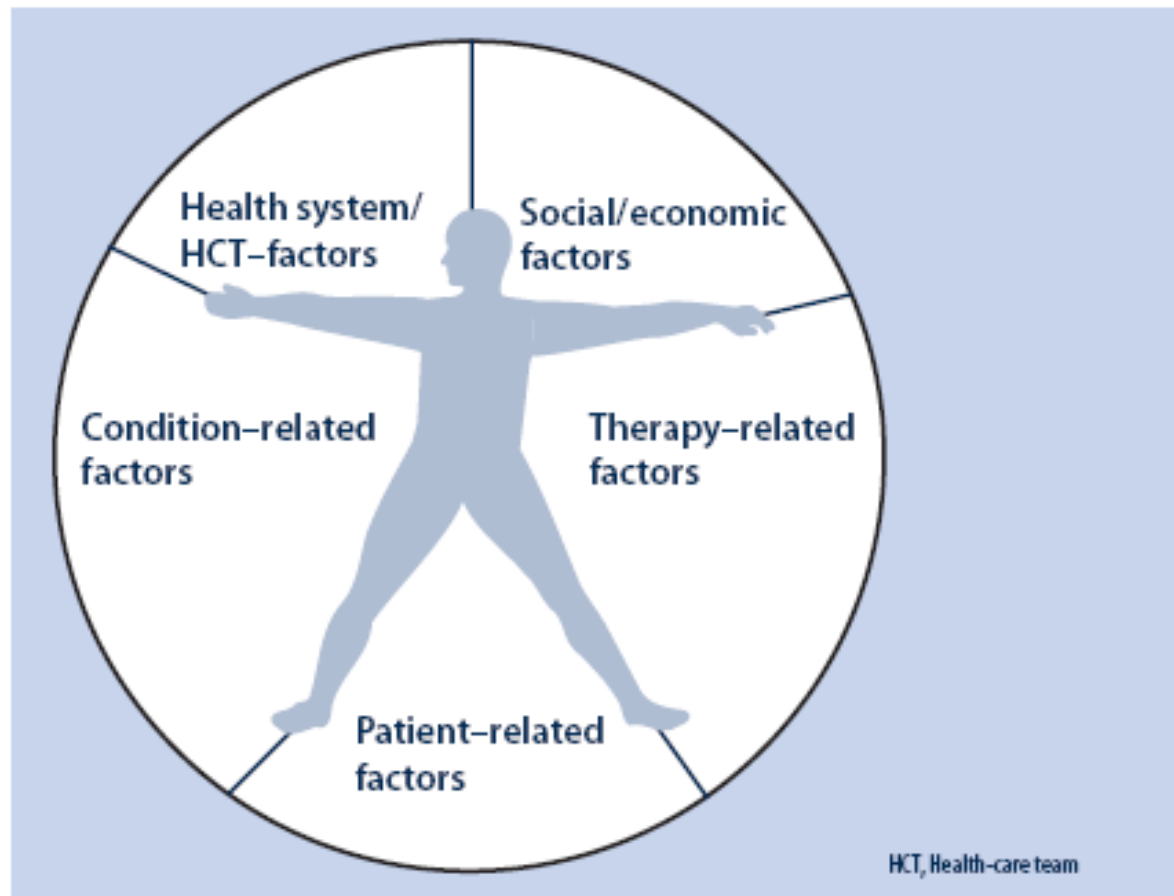 Health system/
HCT–factors
Social/economic
factors
Condition–related
factors
Therapy–related
factors
Patient–related
factors
HCT, Health-care team